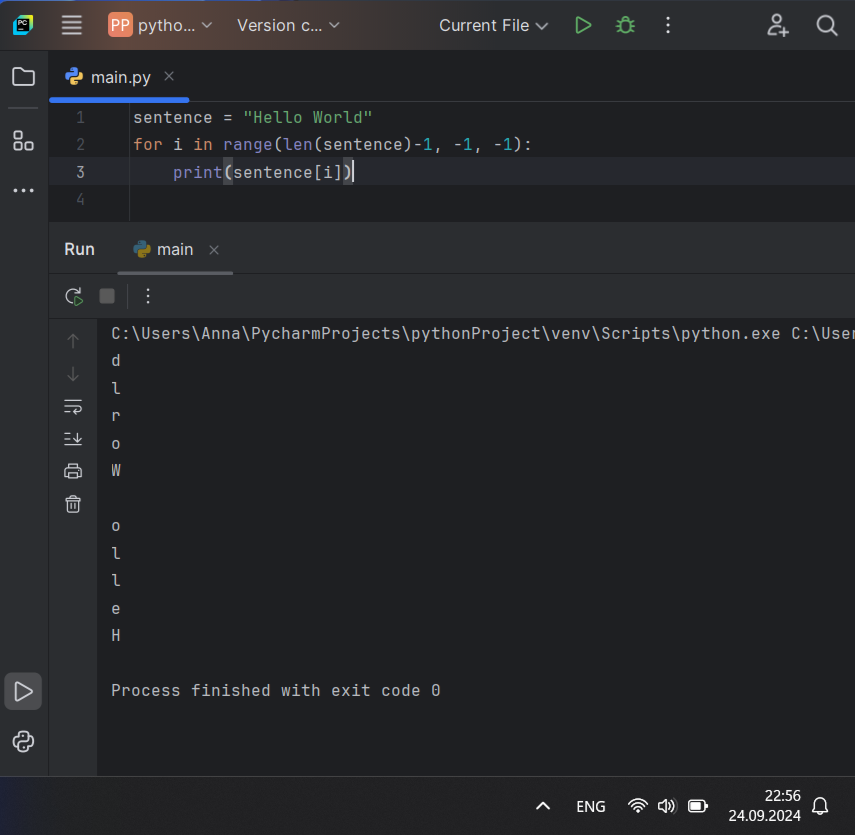 PC
PP pytho... Version c... Current File
main.py
1 sentence = "Hello World"
2 for i in range(len(sentence)-1, -1, -1):
3     print(sentence[i])
4
Run main
C:\Users\Anna\PycharmProjects\pythonProject\venv\Scripts\python.exe C:\User
d
l
r
o
W
o
l
l
e
H
Process finished with exit code 0
ENG
22:56
24.09.2024